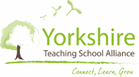 Yorkshire
Teaching School Alliance
Connect, Learn, Grow